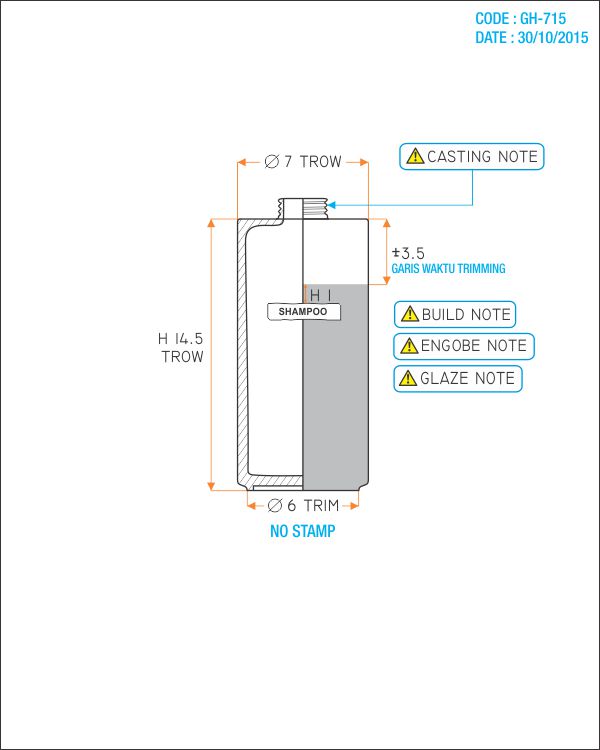 CODE : GH-715
DATE : 30/10/2015
Ø 7 TROW
CASTING NOTE
±3.5
GARIS WAKTU TRIMMING
H 1
SHAMPOO
BUILD NOTE
H 14.5
TROW
ENGOBE NOTE
GLAZE NOTE
Ø 6 TRIM
NO STAMP